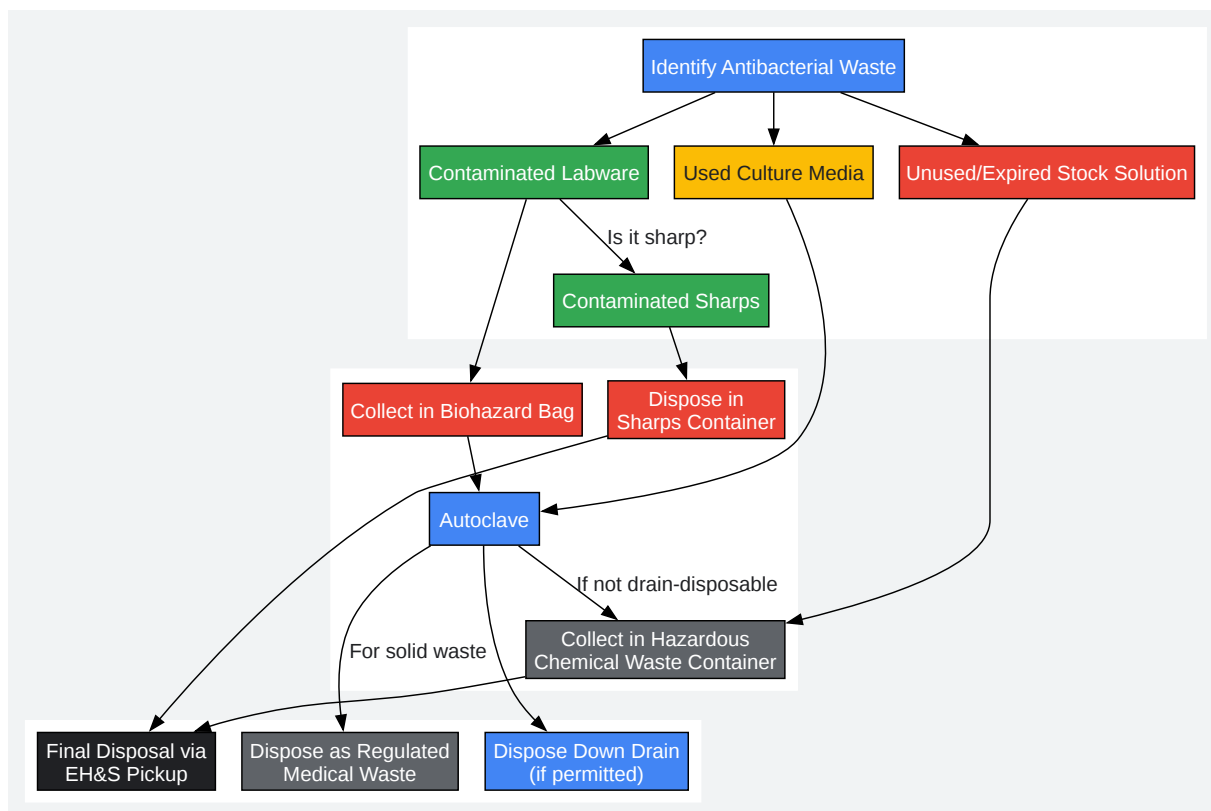 Identify Antibacterial Waste
Contaminated Labware
Used Culture Media
Unused/Expired Stock Solution
Is it sharp?
Contaminated Sharps
Collect in Biohazard Bag
Dispose in
Sharps Container
Autoclave
If not drain-disposable
For solid waste
Collect in Hazardous
Chemical Waste Container
Final Disposal via
EH&S Pickup
Dispose as Regulated
Medical Waste
Dispose Down Drain
(if permitted)